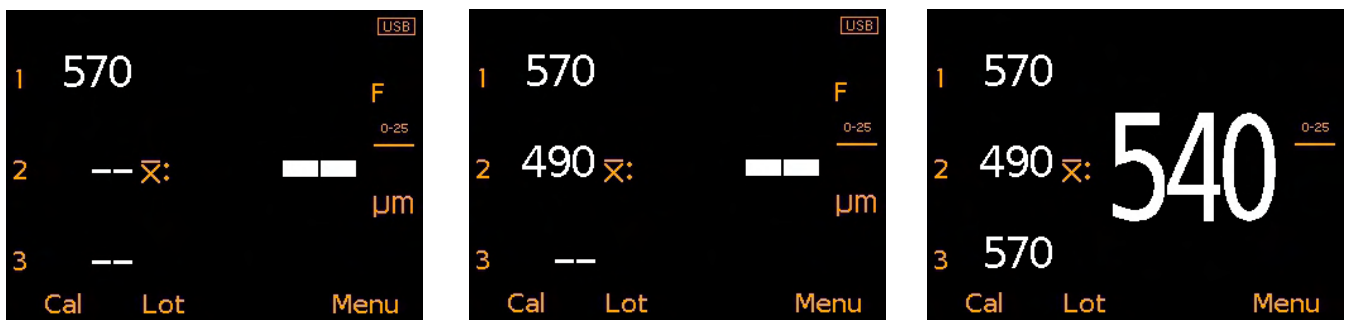 USB
1 570
F
0-25
2 -- x̅: --
µm
3 --
Cal Lot Menu
USB
1 570
F
0-25
2 490 x̅: --
µm
3 --
Cal Lot Menu
1 570
0-25
2 490 x̅: 540
3 570
Cal Lot Menu